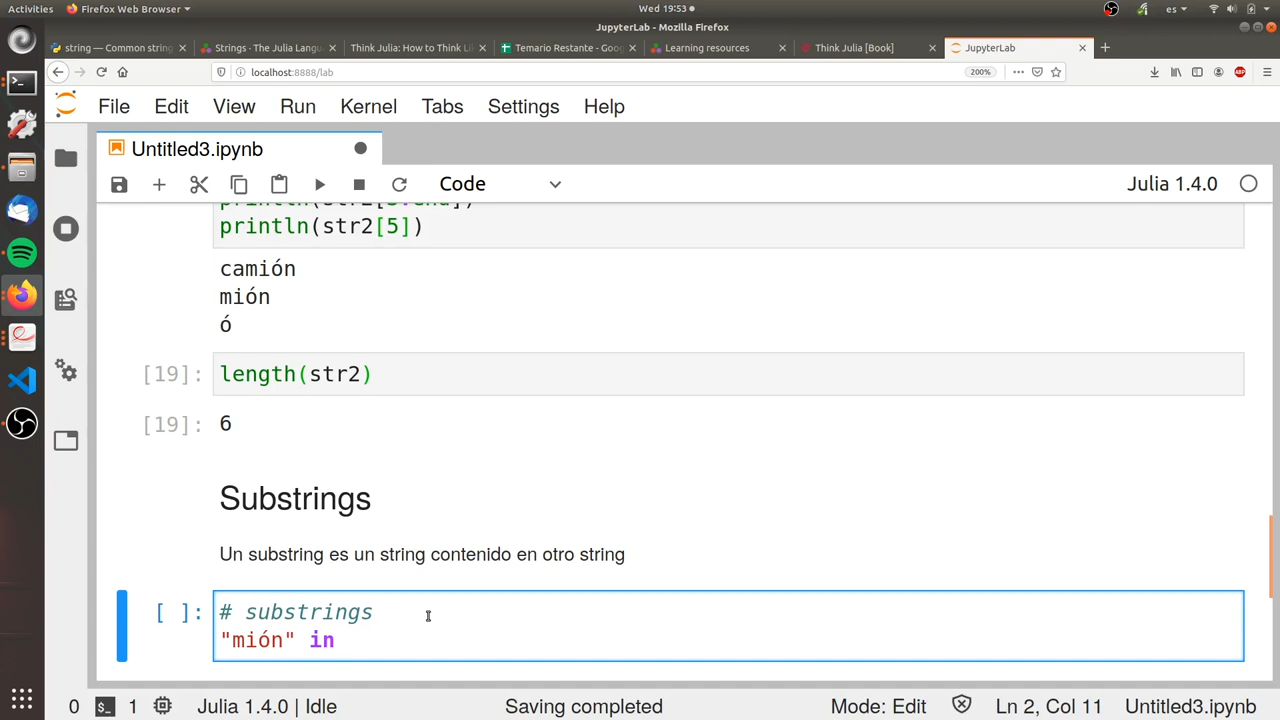 Activities Firefox Web Browser Wed 19:53 es
JupyterLab - Mozilla Firefox
string — Common string Strings · The Julia Langu Think Julia: How to Think Li Temario Restante - Goog Learning resources Think Julia [Book] JupyterLab
localhost:8888/lab 200% ABP
File Edit View Run Kernel Tabs Settings Help
Untitled3.ipynb
Code Julia 1.4.0
println(str2[5])
camión
mión
ó
[19]: length(str2)
[19]: 6
Substrings
Un substring es un string contenido en otro string
[ ]: # substrings
"mión" in
0 1 Julia 1.4.0 | Idle Saving completed Mode: Edit Ln 2, Col 11 Untitled3.ipynb